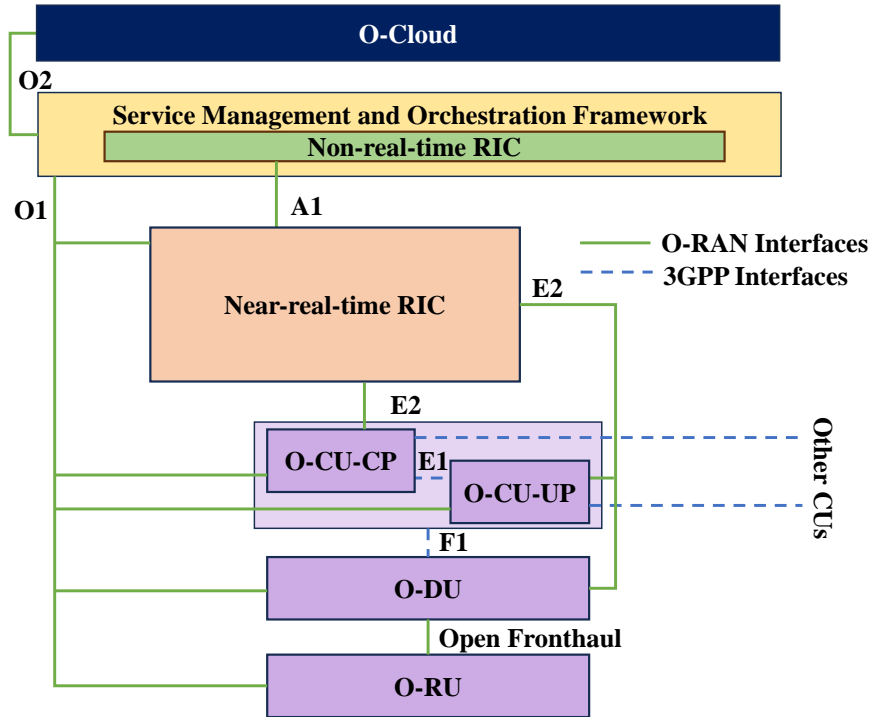 O-Cloud
O2
Service Management and Orchestration Framework
Non-real-time RIC
O1
A1
O-RAN Interfaces
3GPP Interfaces
Near-real-time RIC
E2
E2
O-CU-CP
E1
O-CU-UP
Other CUs
F1
O-DU
Open Fronthaul
O-RU